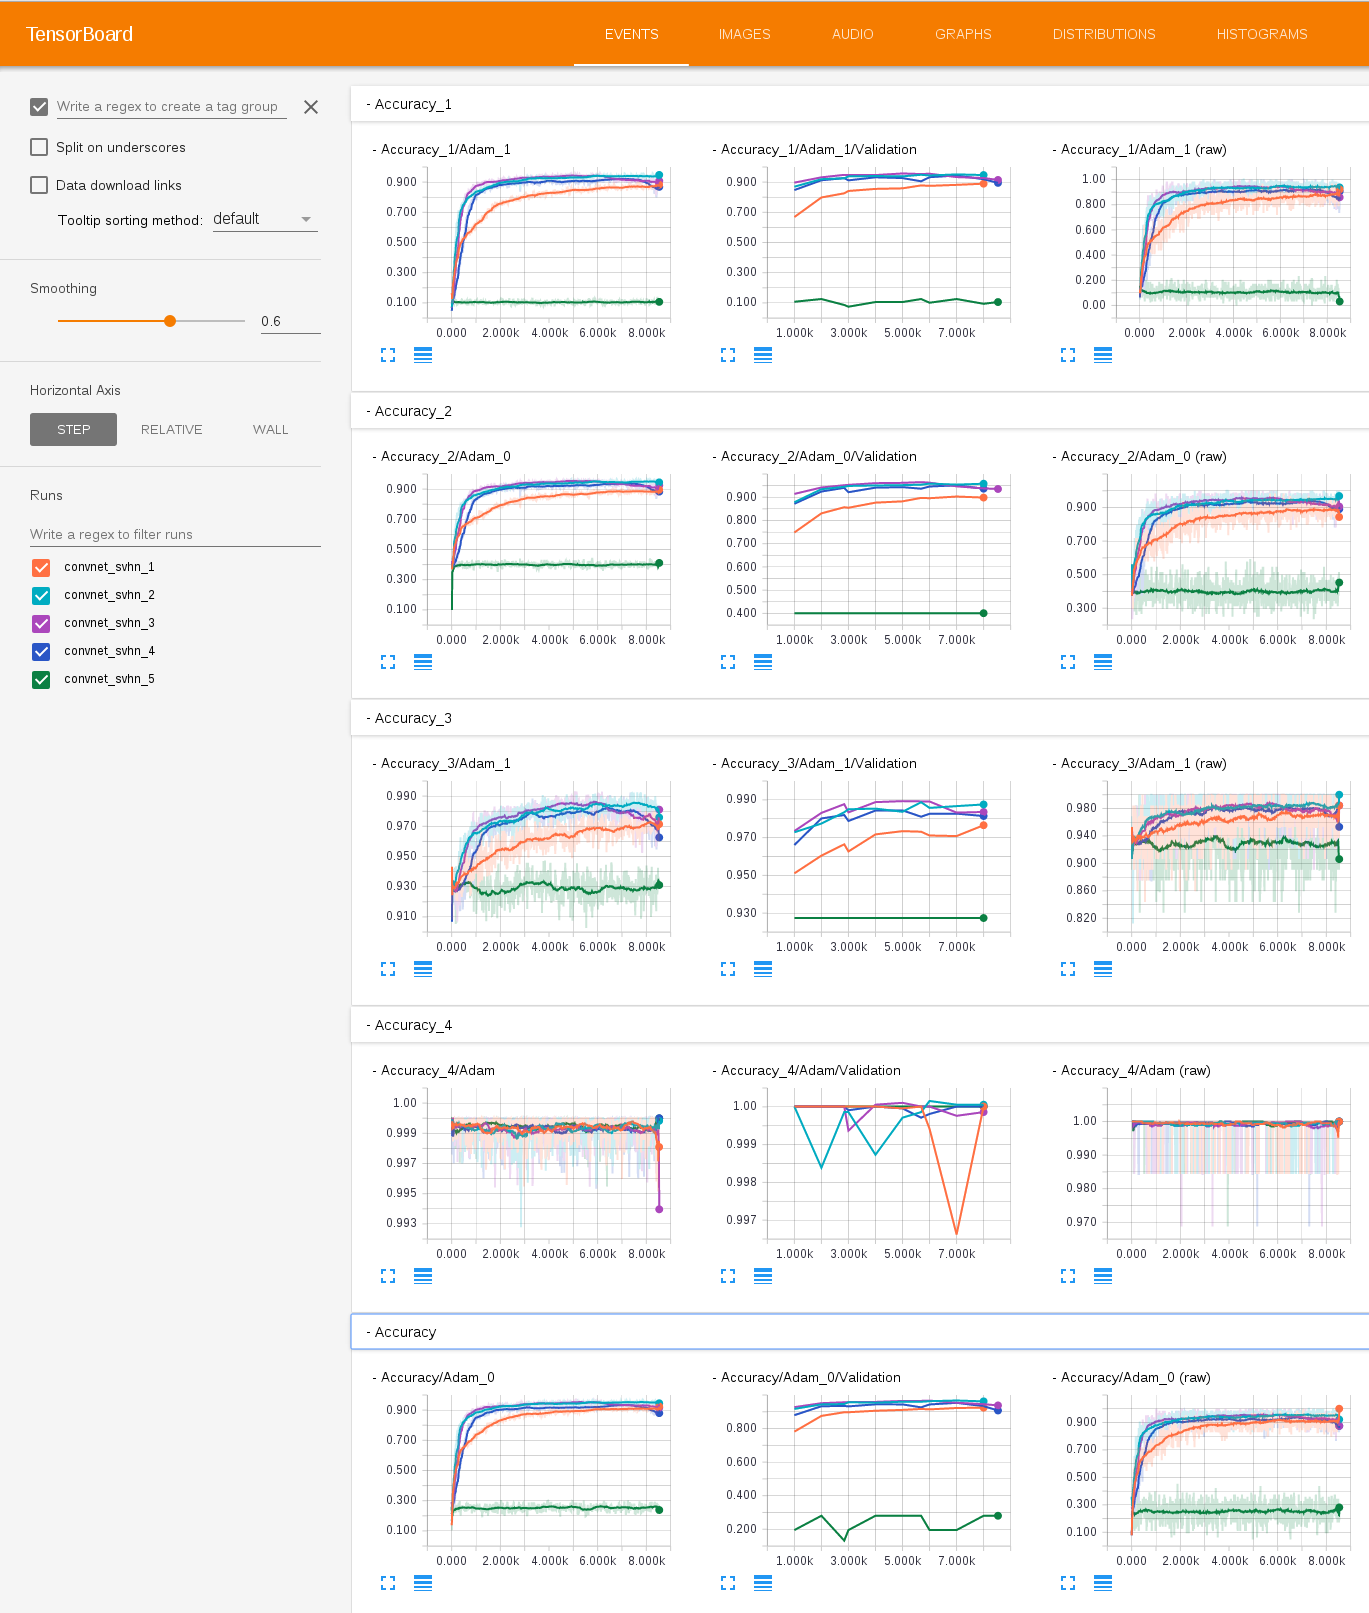 TensorBoard EVENTS IMAGES AUDIO GRAPHS DISTRIBUTIONS HISTOGRAMS
Write a regex to create a tag group
Split on underscores
Data download links
Tooltip sorting method: default
Smoothing
0.6
Horizontal Axis
STEP RELATIVE WALL
Runs
Write a regex to filter runs
convnet_svhn_1
convnet_svhn_2
convnet_svhn_3
convnet_svhn_4
convnet_svhn_5
- Accuracy_1
- Accuracy_1/Adam_1
0.900
0.700
0.500
0.300
0.100
0.000 2.000k 4.000k 6.000k 8.000k
- Accuracy_1/Adam_1/Validation
0.900
0.700
0.500
0.300
0.100
1.000k 3.000k 5.000k 7.000k
- Accuracy_1/Adam_1 (raw)
1.00
0.800
0.600
0.400
0.200
0.00
0.000 2.000k 4.000k 6.000k 8.000k
- Accuracy_2
- Accuracy_2/Adam_0
0.900
0.700
0.500
0.300
0.100
0.000 2.000k 4.000k 6.000k 8.000k
- Accuracy_2/Adam_0/Validation
0.900
0.800
0.700
0.600
0.500
0.400
1.000k 3.000k 5.000k 7.000k
- Accuracy_2/Adam_0 (raw)
0.900
0.700
0.500
0.300
0.000 2.000k 4.000k 6.000k 8.000k
- Accuracy_3
- Accuracy_3/Adam_1
0.990
0.970
0.950
0.930
0.910
0.000 2.000k 4.000k 6.000k 8.000k
- Accuracy_3/Adam_1/Validation
0.990
0.970
0.950
0.930
1.000k 3.000k 5.000k 7.000k
- Accuracy_3/Adam_1 (raw)
0.980
0.940
0.900
0.860
0.820
0.000 2.000k 4.000k 6.000k 8.000k
- Accuracy_4
- Accuracy_4/Adam
1.00
0.999
0.997
0.995
0.993
0.000 2.000k 4.000k 6.000k 8.000k
- Accuracy_4/Adam/Validation
1.00
0.999
0.998
0.997
1.000k 3.000k 5.000k 7.000k
- Accuracy_4/Adam (raw)
1.00
0.990
0.980
0.970
0.000 2.000k 4.000k 6.000k 8.000k
- Accuracy
- Accuracy/Adam_0
0.900
0.700
0.500
0.300
0.100
0.000 2.000k 4.000k 6.000k 8.000k
- Accuracy/Adam_0/Validation
0.800
0.600
0.400
0.200
1.000k 3.000k 5.000k 7.000k
- Accuracy/Adam_0 (raw)
0.900
0.700
0.500
0.300
0.100
0.000 2.000k 4.000k 6.000k 8.000k